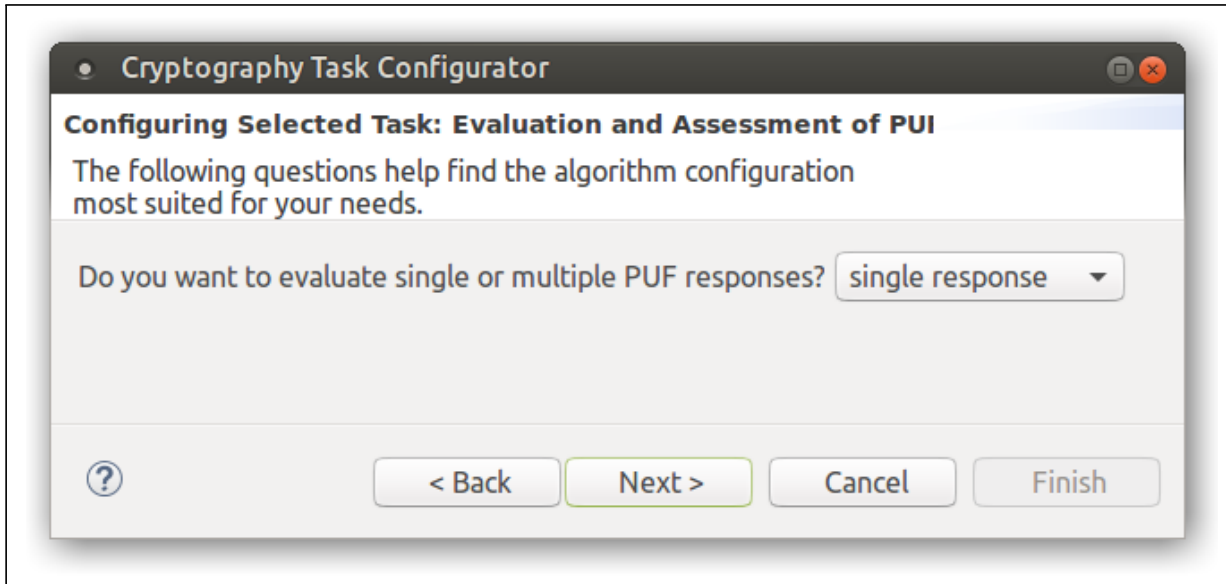 Cryptography Task Configurator
Configuring Selected Task: Evaluation and Assessment of PUI
The following questions help find the algorithm configuration
most suited for your needs.
Do you want to evaluate single or multiple PUF responses? single response
? < Back Next > Cancel Finish